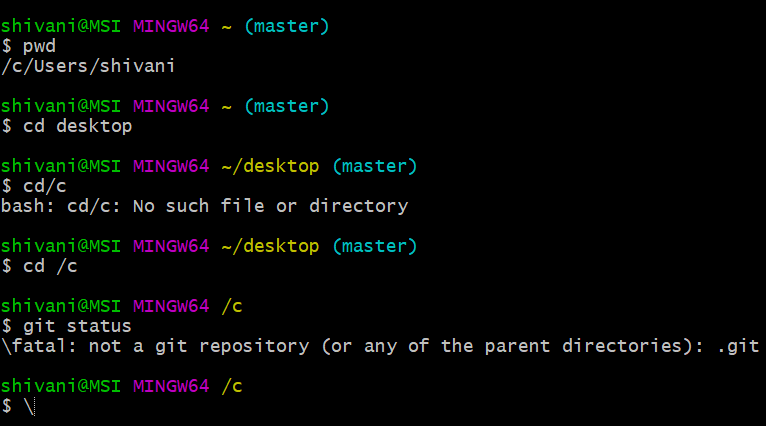 shivani@MSI MINGW64 ~ (master)
$ pwd
/c/Users/shivani
shivani@MSI MINGW64 ~ (master)
$ cd desktop
shivani@MSI MINGW64 ~/desktop (master)
$ cd/c
bash: cd/c: No such file or directory
shivani@MSI MINGW64 ~/desktop (master)
$ cd /c
shivani@MSI MINGW64 /c
$ git status
\fatal: not a git repository (or any of the parent directories): .git
shivani@MSI MINGW64 /c
$ \